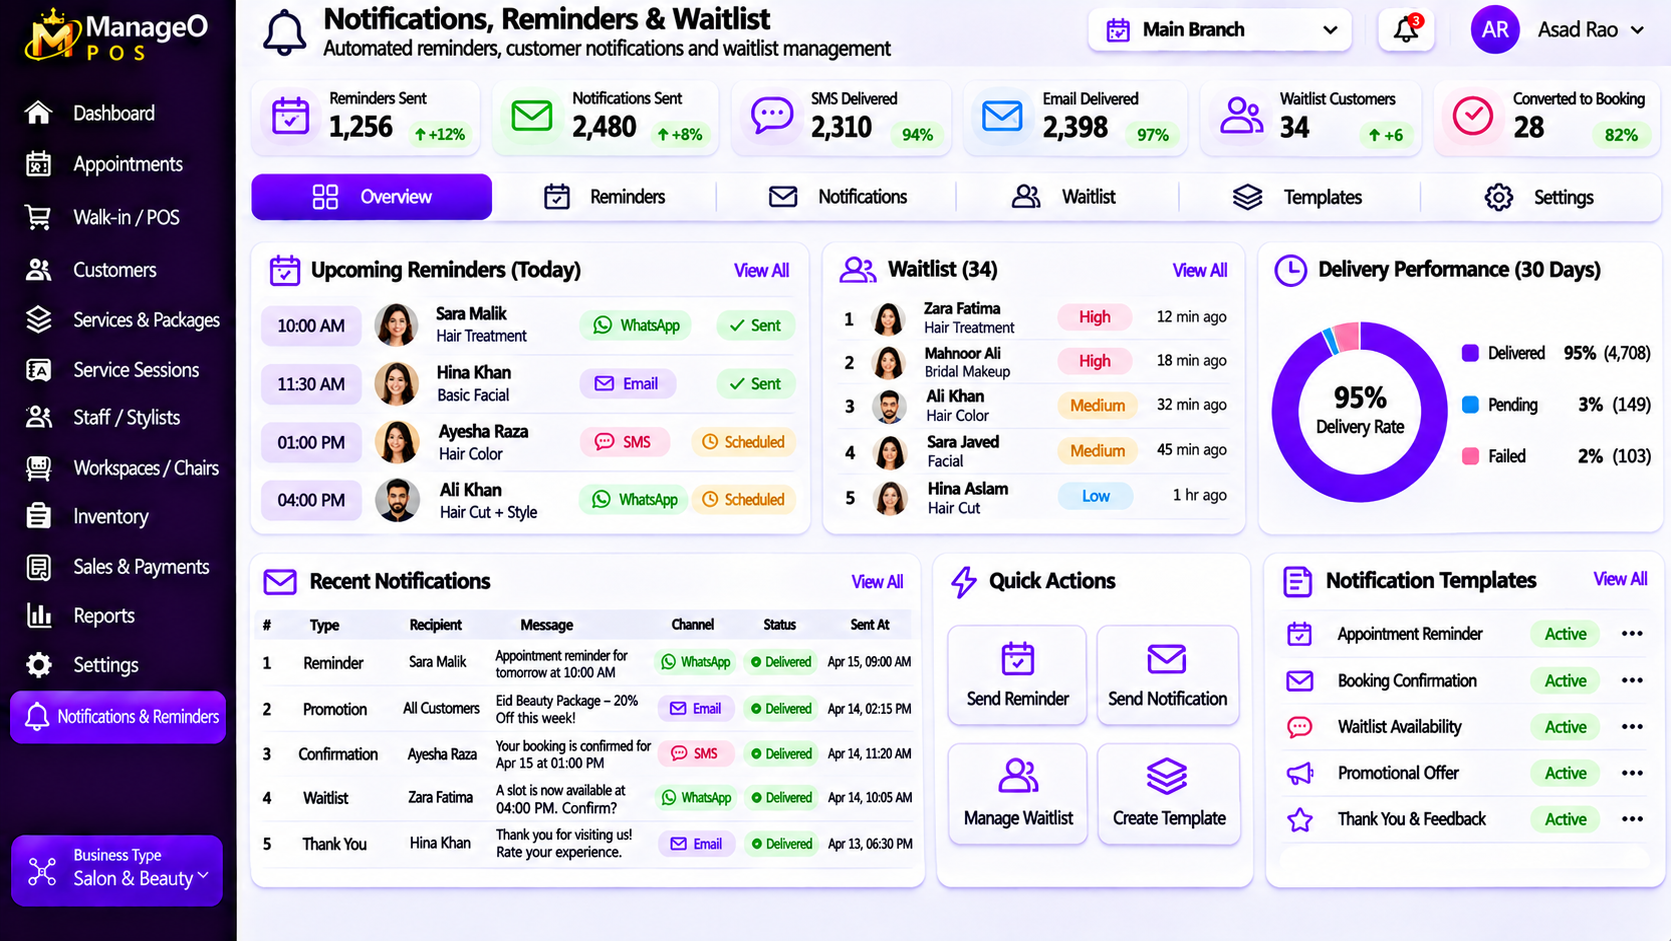 ManageO
POS
Dashboard
Appointments
Walk-in / POS
Customers
Services & Packages
Service Sessions
Staff / Stylists
Workspaces / Chairs
Inventory
Sales & Payments
Reports
Settings
Notifications & Reminders
Business Type
Salon & Beauty
Notifications, Reminders & Waitlist
Automated reminders, customer notifications and waitlist management
Main Branch
3
AR
Asad Rao
Reminders Sent
1,256
+12%
Notifications Sent
2,480
+8%
SMS Delivered
2,310
94%
Email Delivered
2,398
97%
Waitlist Customers
34
+6
Converted to Booking
28
82%
Overview
Reminders
Notifications
Waitlist
Templates
Settings
Upcoming Reminders (Today)
View All
10:00 AM
Sara Malik
Hair Treatment
WhatsApp
Sent
11:30 AM
Hina Khan
Basic Facial
Email
Sent
01:00 PM
Ayesha Raza
Hair Color
SMS
Scheduled
04:00 PM
Ali Khan
Hair Cut + Style
WhatsApp
Scheduled
Waitlist (34)
View All
1
Zara Fatima
Hair Treatment
High
12 min ago
2
Mahnoor Ali
Bridal Makeup
High
18 min ago
3
Ali Khan
Hair Color
Medium
32 min ago
4
Sara Javed
Facial
Medium
45 min ago
5
Hina Aslam
Hair Cut
Low
1 hr ago
Delivery Performance (30 Days)
95%
Delivery Rate
Delivered 95% (4,708)
Pending 3% (149)
Failed 2% (103)
Recent Notifications
View All
# Type Recipient Message Channel Status Sent At
1 Reminder Sara Malik
Appointment reminder for
tomorrow at 10:00 AM
WhatsApp Delivered Apr 15, 09:00 AM
2 Promotion All Customers
Eid Beauty Package – 20%
Off this week!
Email Delivered Apr 14, 02:15 PM
3 Confirmation Ayesha Raza
Your booking is confirmed for
Apr 15 at 01:00 PM
SMS Delivered Apr 14, 11:20 AM
4 Waitlist Zara Fatima
A slot is now available at
04:00 PM. Confirm?
WhatsApp Delivered Apr 14, 10:05 AM
5 Thank You Hina Khan
Thank you for visiting us!
Rate your experience.
Email Delivered Apr 13, 06:30 PM
Quick Actions
Send Reminder
Send Notification
Manage Waitlist
Create Template
Notification Templates
View All
Appointment Reminder Active
Booking Confirmation Active
Waitlist Availability Active
Promotional Offer Active
Thank You & Feedback Active